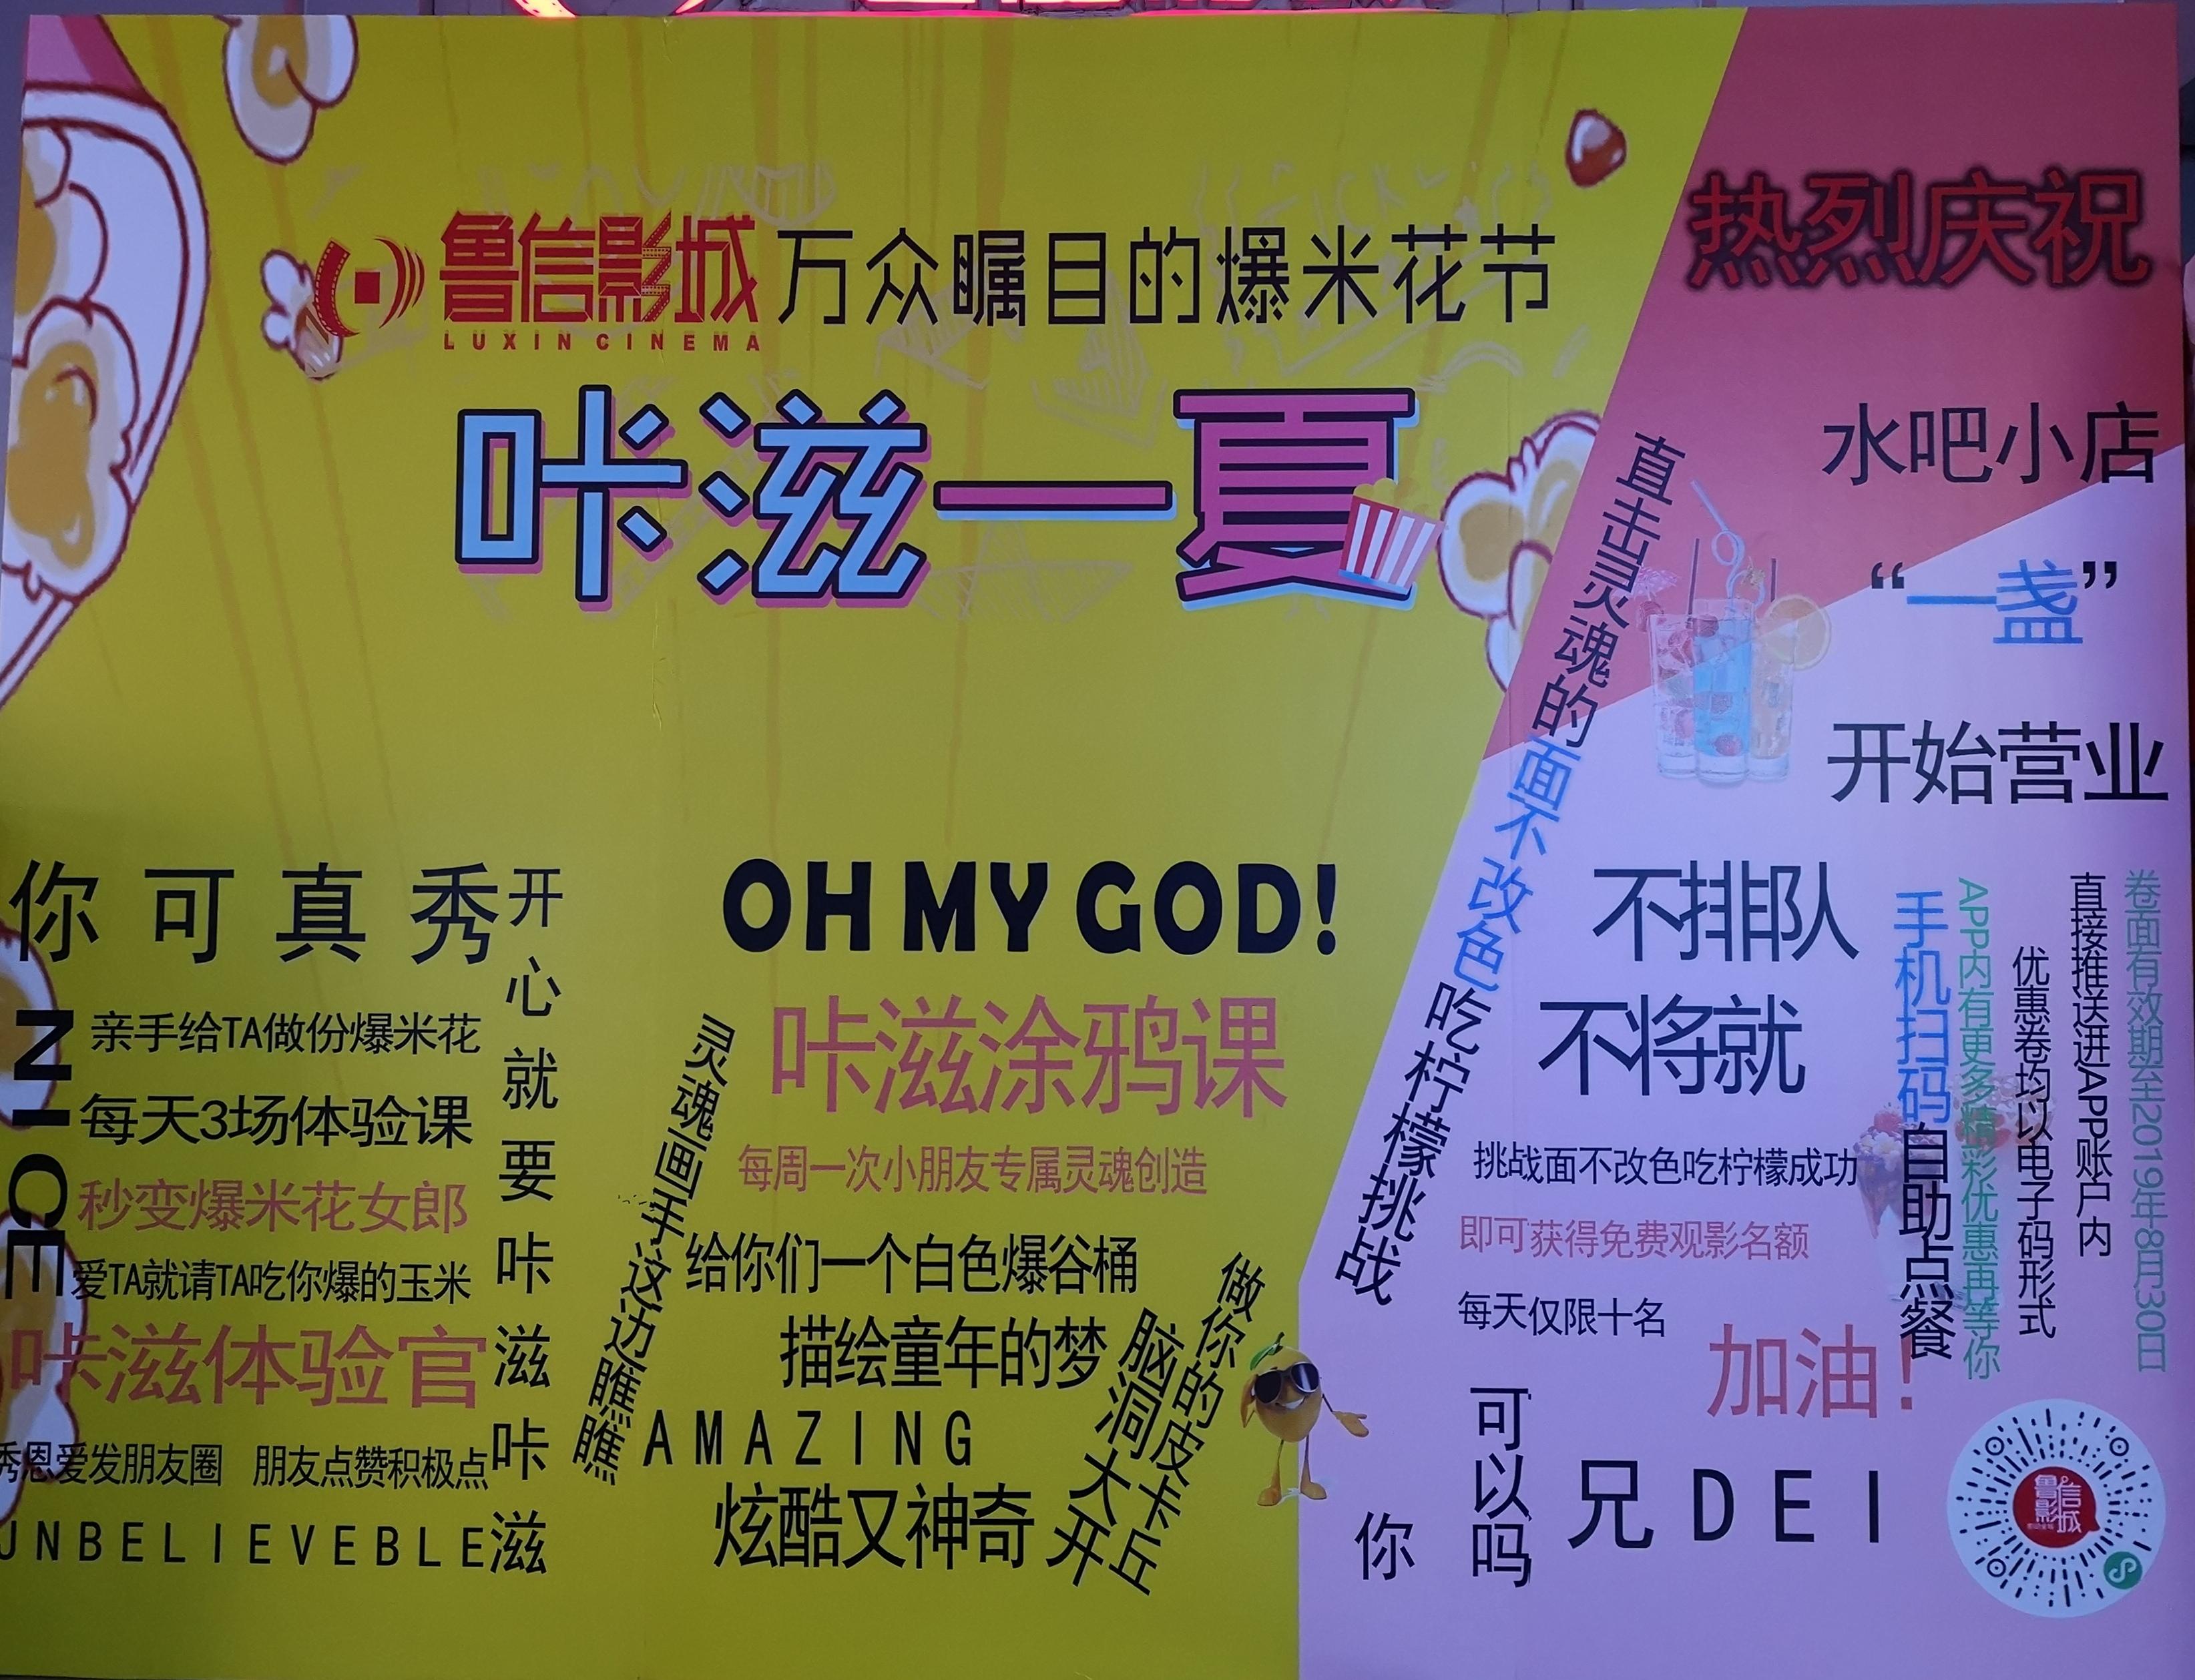 鲁信影城
LUXIN CINEMA
万众瞩目的爆米花节
咔滋一夏
你可真秀
NICE
亲手给TA做份爆米花
每天3场体验课
秒变爆米花女郎
爱TA就请TA吃你爆的玉米
咔滋体验官
秀恩爱发朋友圈 朋友点赞积极点
UNBELIEVEBLE
开心就要咔滋咔滋
OH MY GOD!
咔滋涂鸦课
每周一次小朋友专属灵魂创造
给你们一个白色爆谷桶
描绘童年的梦
AMAZING
炫酷又神奇
灵魂画手这边瞧瞧
做你的皮卡丘
脑洞大开
热烈庆祝
水吧小店
“一盏”
开始营业
直击灵魂的面不改色吃柠檬挑战
不排队
不将就
挑战面不改色吃柠檬成功
即可获得免费观影名额
每天仅限十名
加油！
你
可以吗
兄DEI
手机扫码自助点餐
APP内有更多精彩优惠再等你
优惠卷均以电子码形式
直接推送进APP账户内
卷面有效期至2019年8月30日
鲁信影城